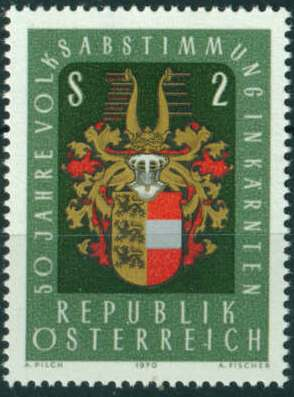 50 JAHRE VOLKSABSTIMMUNG IN KÄRNTEN
S 2
REPUBLIK
ÖSTERREICH
A. PILCH 1970 A. FISCHER